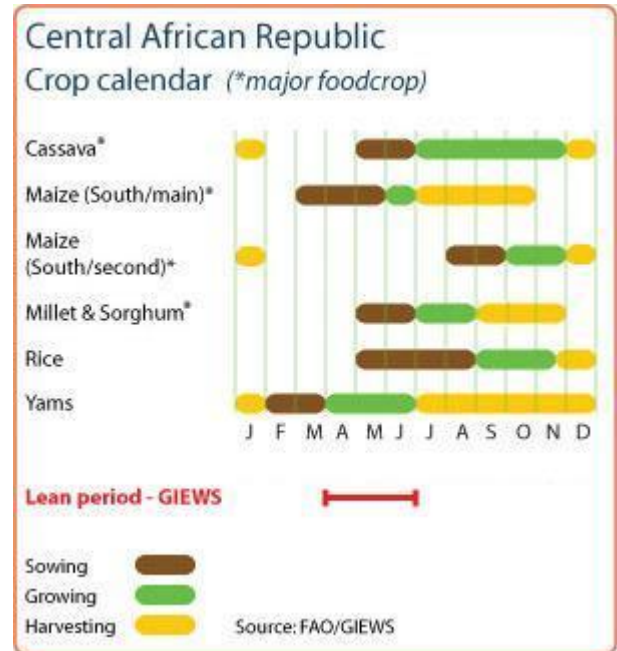 Central African Republic
Crop calendar (*major foodcrop)
Cassava*
Maize (South/main)*
Maize
(South/second)*
Millet & Sorghum*
Rice
Yams
J F M A M J J A S O N D
Lean period - GIEWS
Sowing
Growing
Harvesting Source: FAO/GIEWS